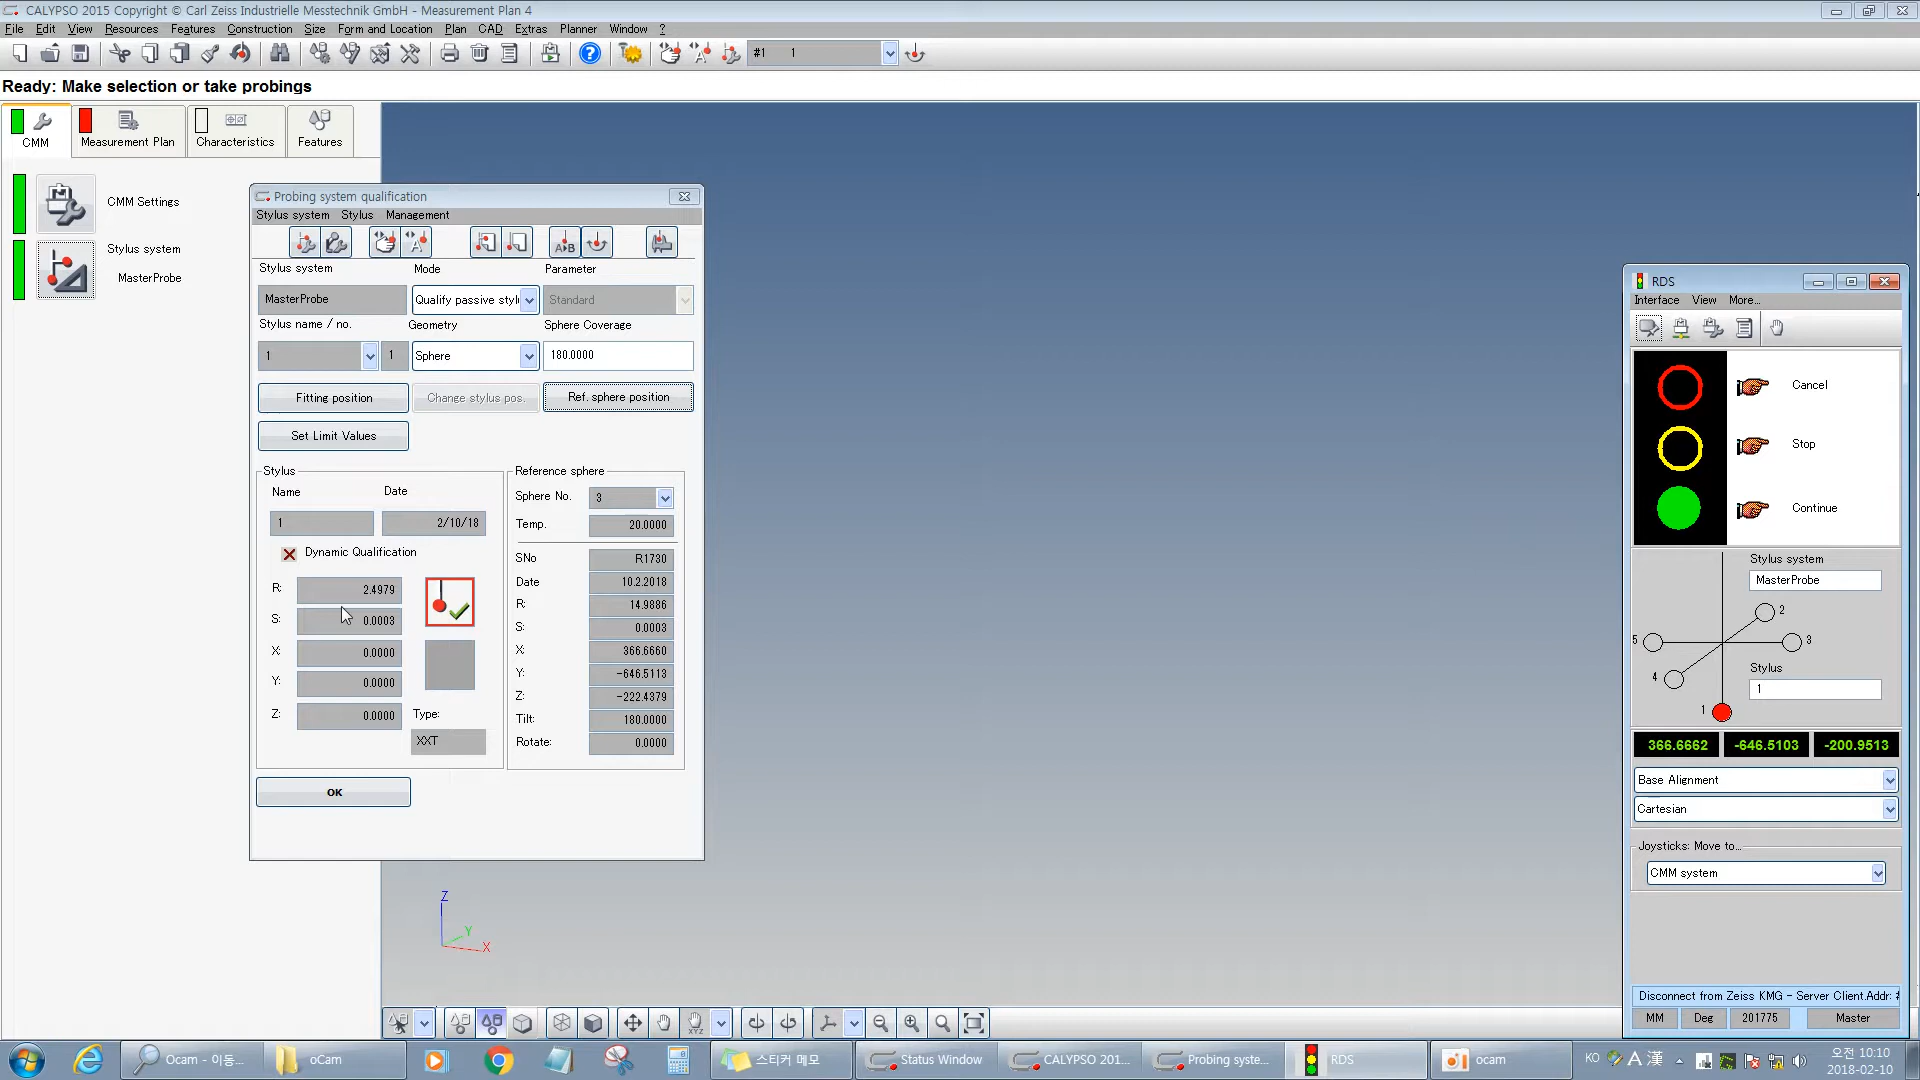 CALYPSO 2015 Copyright © Carl Zeiss Industrielle Messtechnik GmbH - Measurement Plan 4
File Edit View Resources Features Construction Size Form and Location Plan CAD Extras Planner Window ?
#1 1
Ready: Make selection or take probings
CMM Measurement Plan Characteristics Features
CMM Settings
Stylus system
MasterProbe
Probing system qualification
Stylus system Stylus Management
Stylus system Mode Parameter
MasterProbe Qualify passive styl Standard
Stylus name / no. Geometry Sphere Coverage
1 1 Sphere 180.0000
Fitting position Change stylus pos. Ref. sphere position
Set Limit Values
Stylus
Name Date
1 2/10/18
Dynamic Qualification
R: 2.4979
S: 0.0003
X: 0.0000
Y: 0.0000
Z: 0.0000
Type:
XXT
OK
Reference sphere
Sphere No. 3
Temp. 20.0000
SNo R1730
Date 10.2.2018
R: 14.9886
S: 0.0003
X: 366.6660
Y: -646.5113
Z: -222.4379
Tilt: 180.0000
Rotate: 0.0000
RDS
Interface View More...
Cancel
Stop
Continue
Stylus system
MasterProbe
2
5 3
Stylus
4
1
1
366.6662 -646.5103 -200.9513
Base Alignment
Cartesian
Joysticks: Move to...
CMM system
Disconnect from Zeiss KMG - Server Client.Addr: #
MM Deg 201775 Master
Z
Y
X
Ocam - 이동... oCam 스티커 메모 Status Window CALYPSO 201... Probing syste... RDS ocam
KO A 漢 오전 10:10
2018-02-10